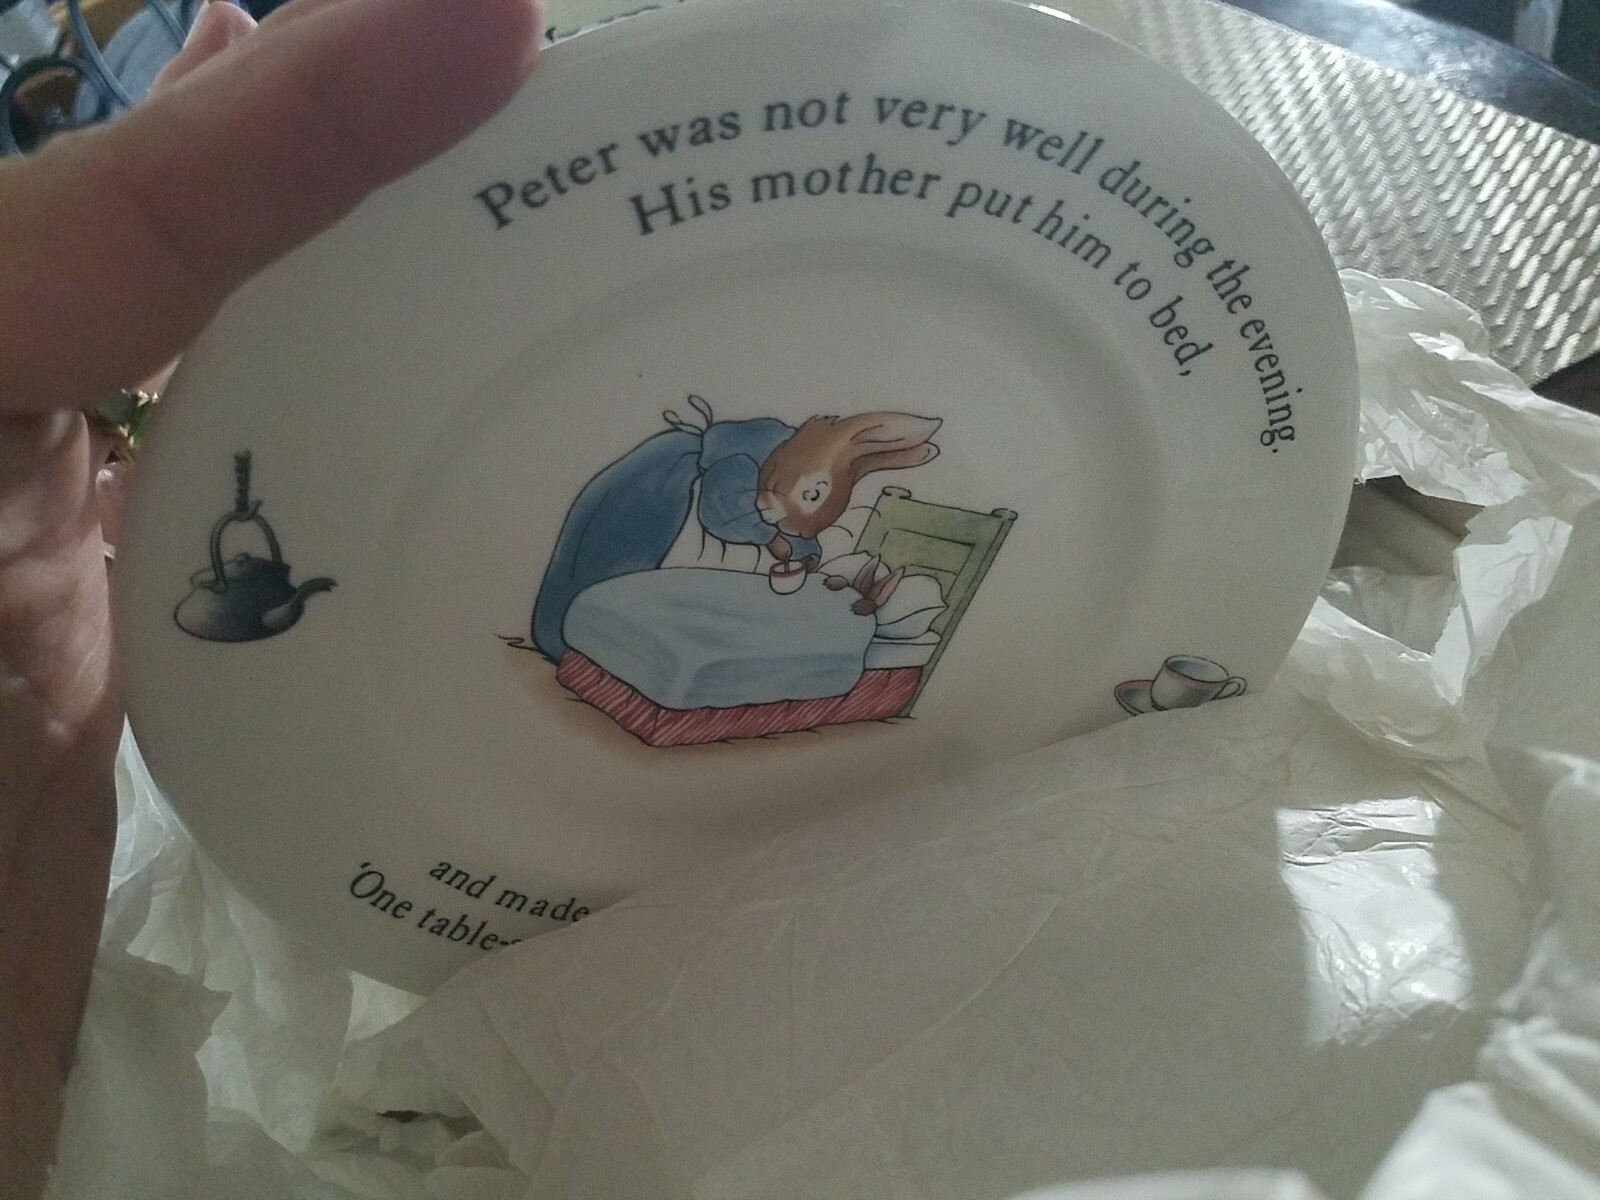 Peter was not very well during the evening.
His mother put him to bed,
and made
'One table-